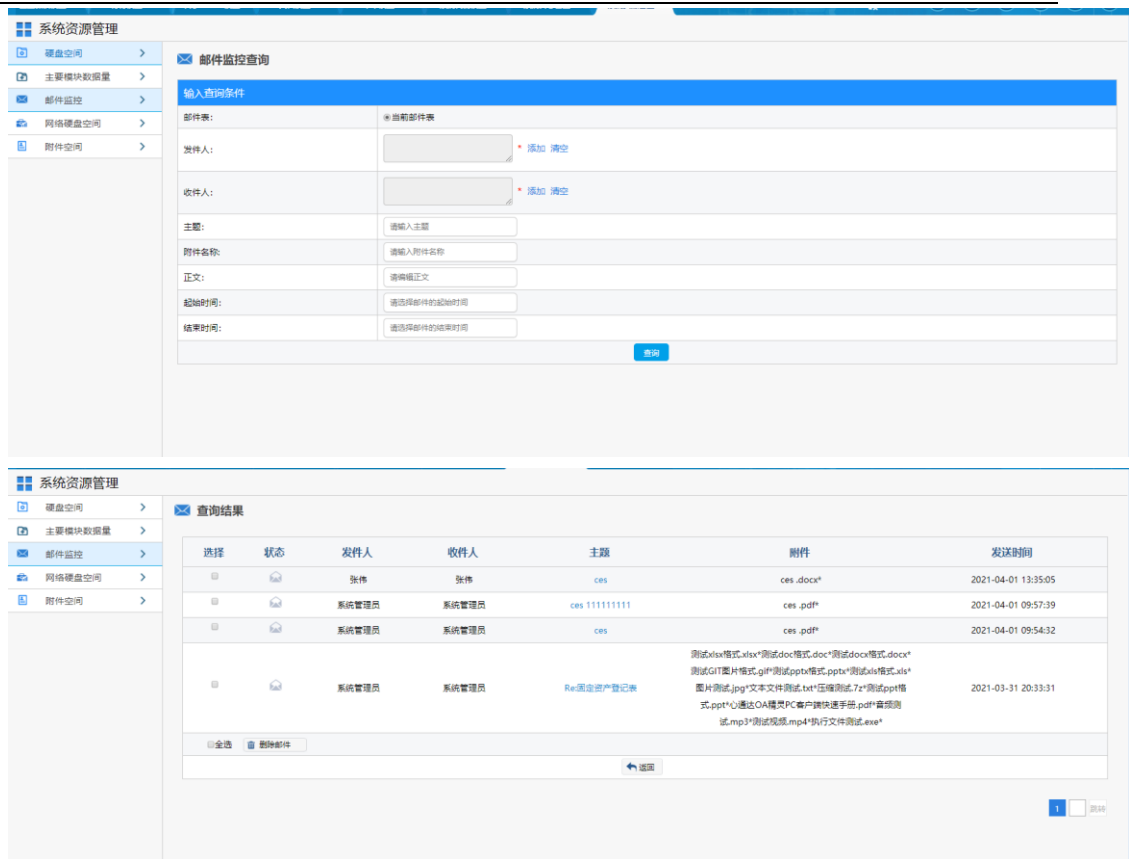 系统资源管理
硬盘空间
主要模块数据量
邮件监控
网络硬盘空间
附件空间
邮件监控查询
输入查询条件
邮件表: 当前邮件表
发件人: * 添加 清空
收件人: * 添加 清空
主题: 请输入主题
附件名称: 请输入附件名称
正文: 请编辑正文
起始时间: 请选择邮件的起始时间
结束时间: 请选择邮件的结束时间
查询
系统资源管理
硬盘空间
主要模块数据量
邮件监控
网络硬盘空间
附件空间
查询结果
选择 状态 发件人 收件人 主题 附件 发送时间
张伟 张伟 ces ces .docx* 2021-04-01 13:35:05
系统管理员 系统管理员 ces 111111111 ces .pdf* 2021-04-01 09:57:39
系统管理员 系统管理员 ces ces .pdf* 2021-04-01 09:54:32
测试xlsx格式.xlsx*测试doc格式.doc*测试docx格式.docx*
测试GIT图片格式.gif*测试pptx格式.pptx*测试xls格式.xls*
系统管理员 系统管理员 Re:固定资产登记表 图片测试.jpg*文本文件测试.txt*压缩测试.7z*测试ppt格 2021-03-31 20:33:31
式.ppt*心通达OA精灵PC客户端快速手册.pdf*音频测
试.mp3*测试视频.mp4*执行文件测试.exe*
全选 删除邮件
返回
1 跳转